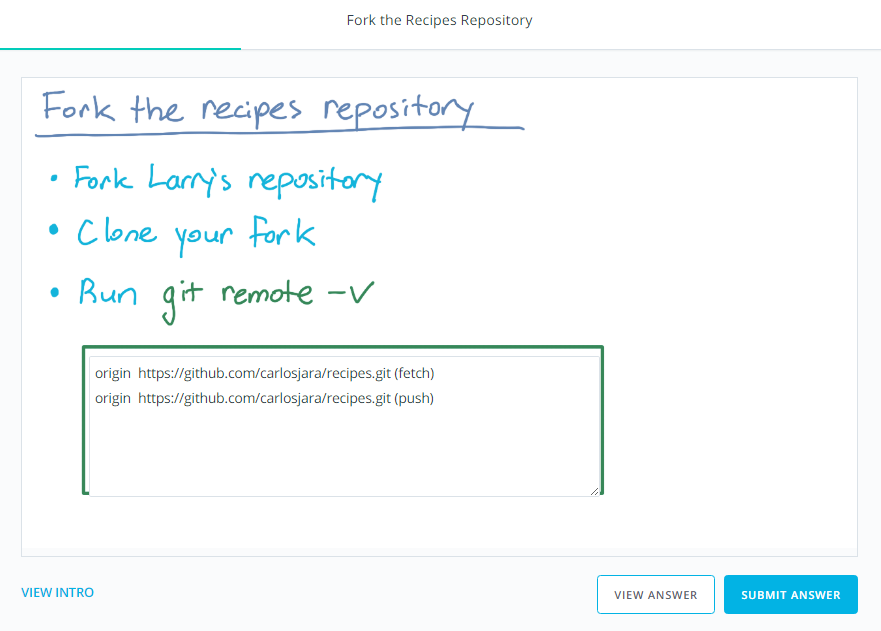 Fork the Recipes Repository
Fork the recipes repository
• Fork Larry's repository
• Clone your fork
• Run git remote -v
origin  https://github.com/carlosjara/recipes.git (fetch)
origin  https://github.com/carlosjara/recipes.git (push)
VIEW INTRO
VIEW ANSWER
SUBMIT ANSWER